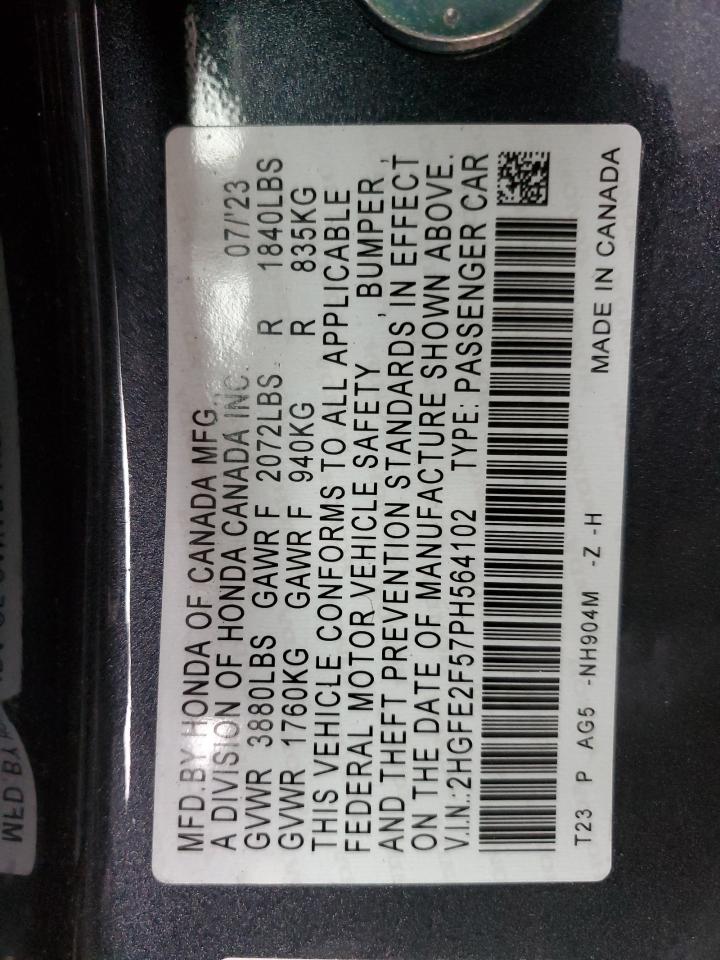 MFD.BY HONDA OF CANADA MFG.
A DIVISION OF HONDA CANADA INC. 07/'23
GVWR 3880LBS GAWR F 2072LBS R 1840LBS
GVWR 1760KG GAWR F 940KG R 835KG
THIS VEHICLE CONFORMS TO ALL APPLICABLE
FEDERAL MOTOR VEHICLE SAFETY , BUMPER ,
AND THEFT PREVENTION STANDARDS IN EFFECT
ON THE DATE OF MANUFACTURE SHOWN ABOVE.
V.I.N.:2HGFE2F57PH564102 TYPE: PASSENGER CAR
T23 P AG5 -NH904M -Z -H MADE IN CANADA
MFD.BY